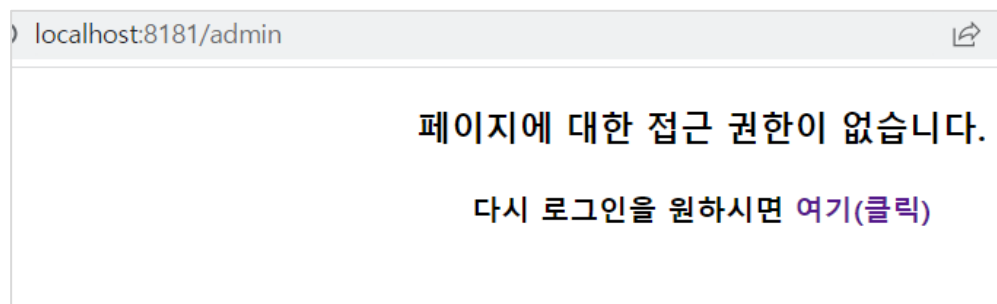 localhost:8181/admin
페이지에 대한 접근 권한이 없습니다.
다시 로그인을 원하시면 여기(클릭)